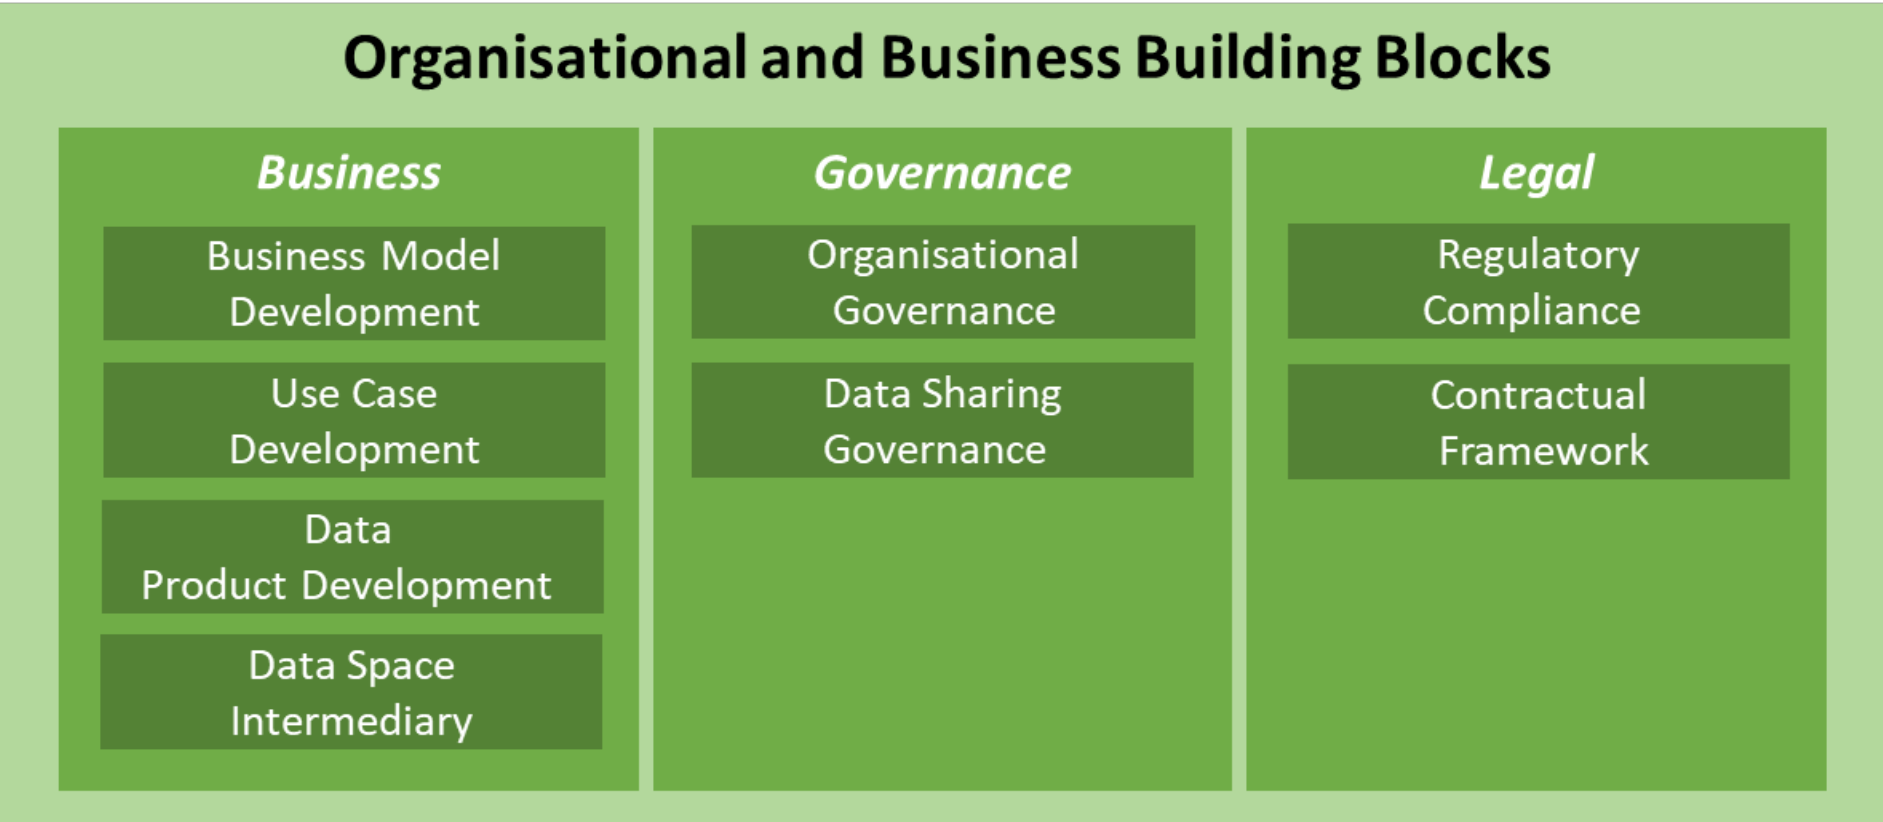 Organisational and Business Building Blocks
Business
Business Model
Development
Use Case
Development
Data
Product Development
Data Space
Intermediary
Governance
Organisational
Governance
Data Sharing
Governance
Legal
Regulatory
Compliance
Contractual
Framework